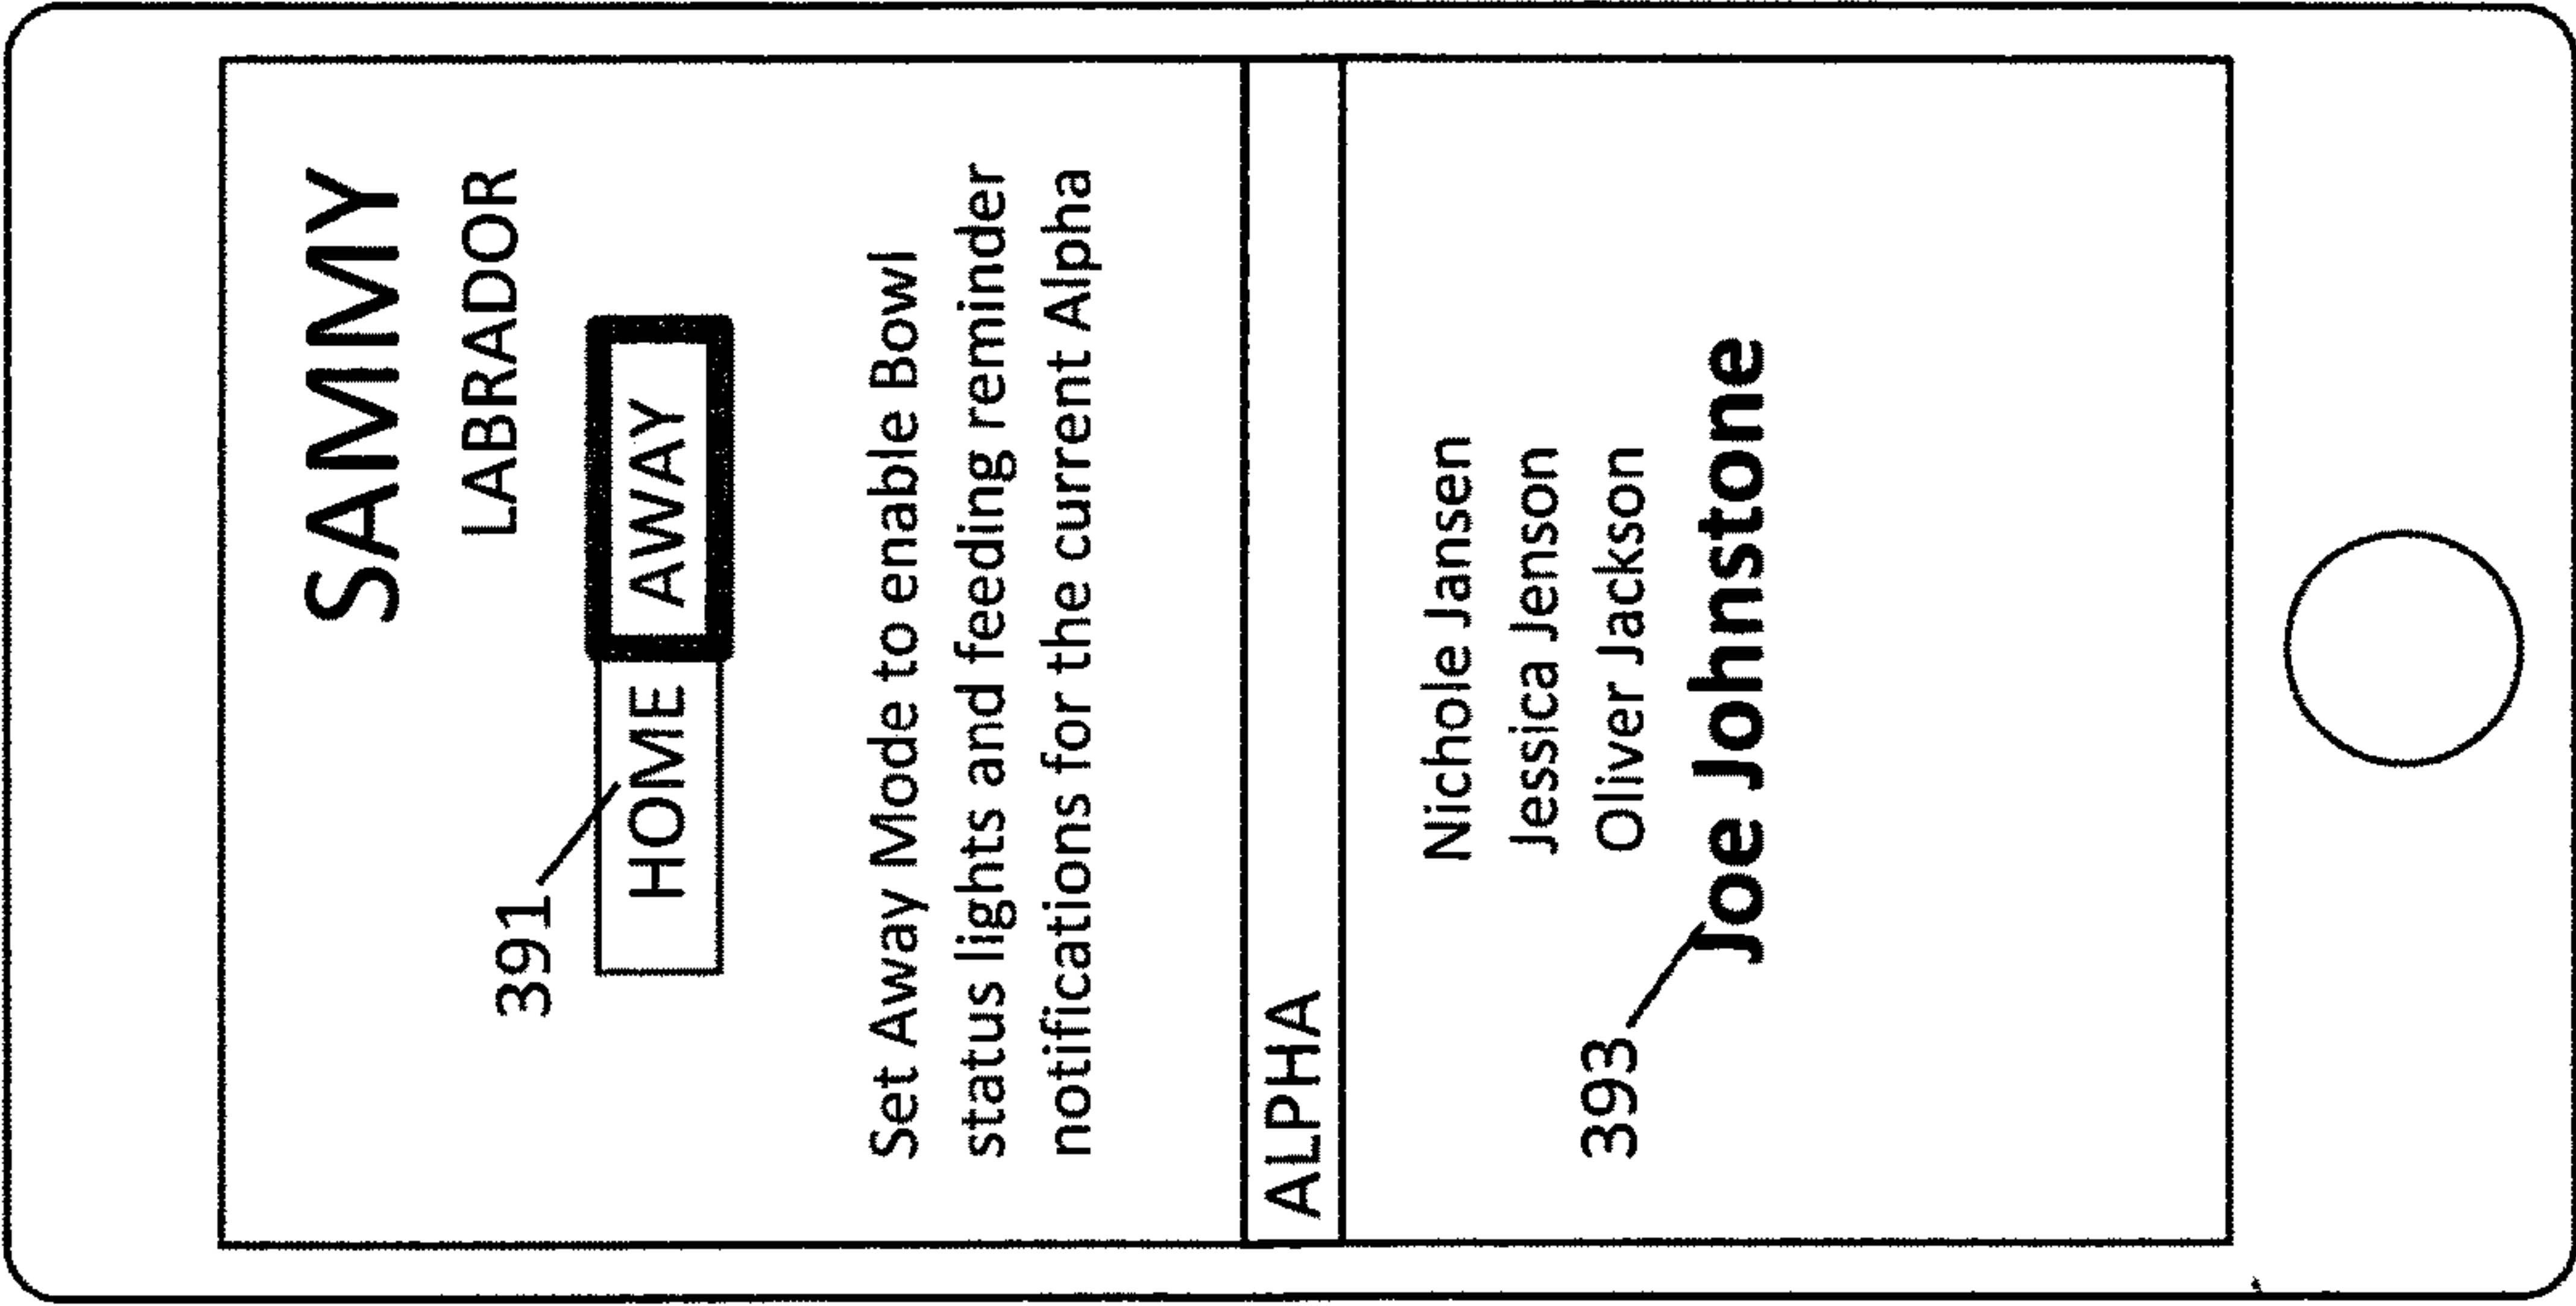 SAMMY
LABRADOR
391
HOME AWAY
Set Away Mode to enable Bowl
status lights and feeding reminder
notifications for the current Alpha
ALPHA
Nichole Jansen
Jessica Jenson
Oliver Jackson
393
Joe Johnstone